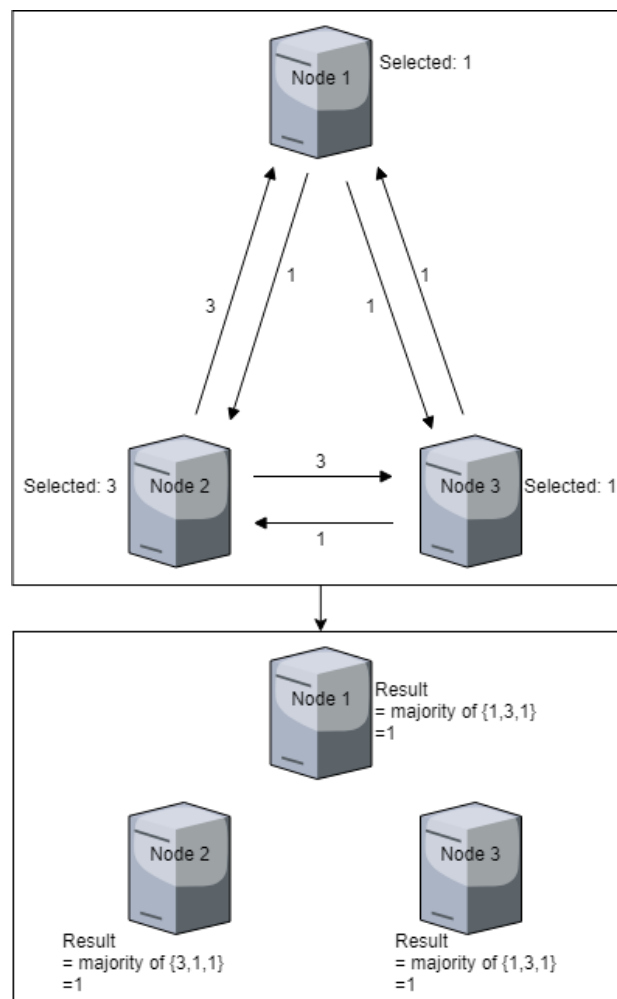 Node 1
Selected: 1
3
1
1
1
Selected: 3
Node 2
3
Node 3
Selected: 1
1
Node 1
Result
= majority of {1,3,1}
=1
Node 2
Node 3
Result
= majority of {3,1,1}
=1
Result
= majority of {1,3,1}
=1